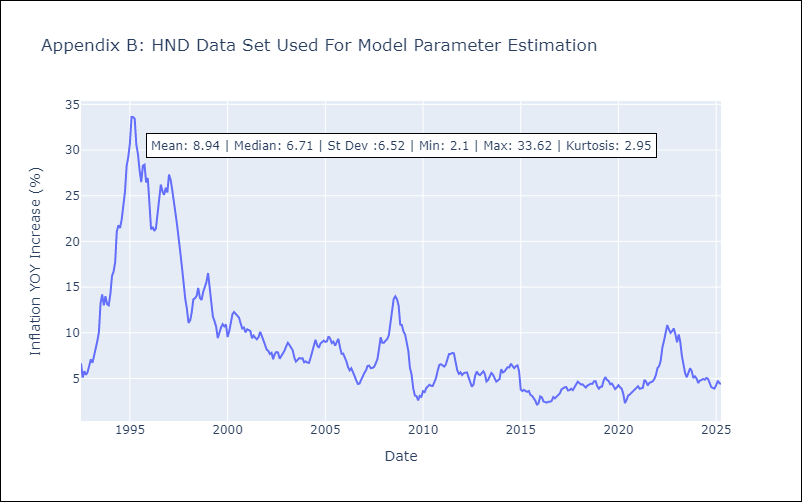 Appendix B: HND Data Set Used For Model Parameter Estimation
35
Mean: 8.94 | Median: 6.71 | St Dev :6.52 | Min: 2.1 | Max: 33.62 | Kurtosis: 2.95
30
25
20
15
10
5
Inflation YOY Increase (%)
1995 2000 2005 2010 2015 2020 2025
Date